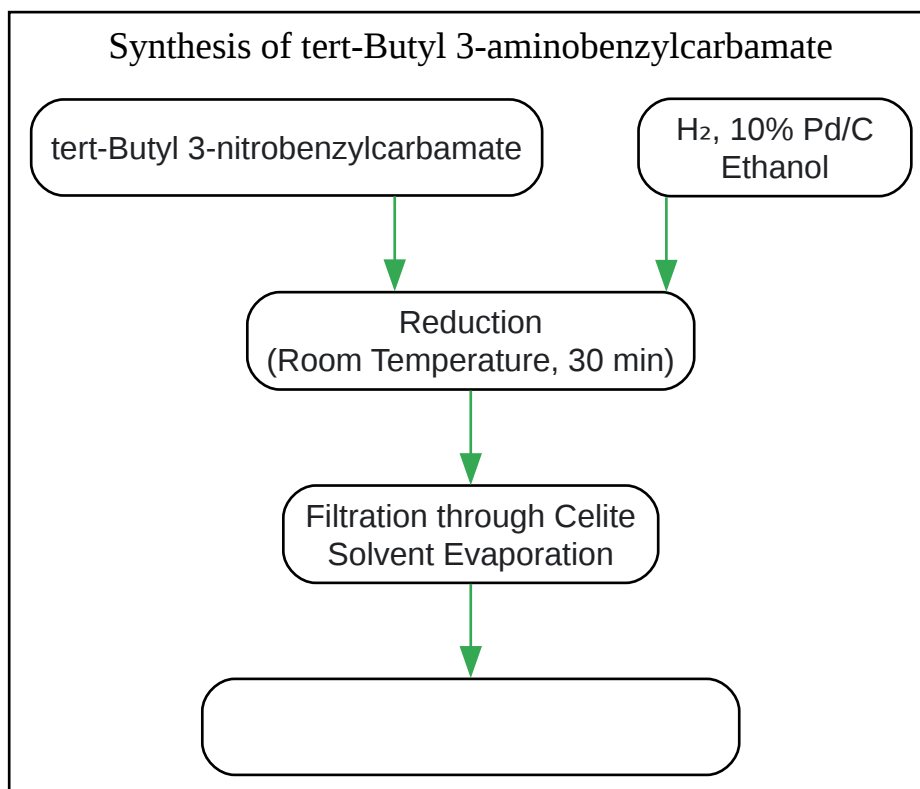 Synthesis of tert-Butyl 3-aminobenzylcarbamate
tert-Butyl 3-nitrobenzylcarbamate
H₂, 10% Pd/C
Ethanol
Reduction
(Room Temperature, 30 min)
Filtration through Celite
Solvent Evaporation